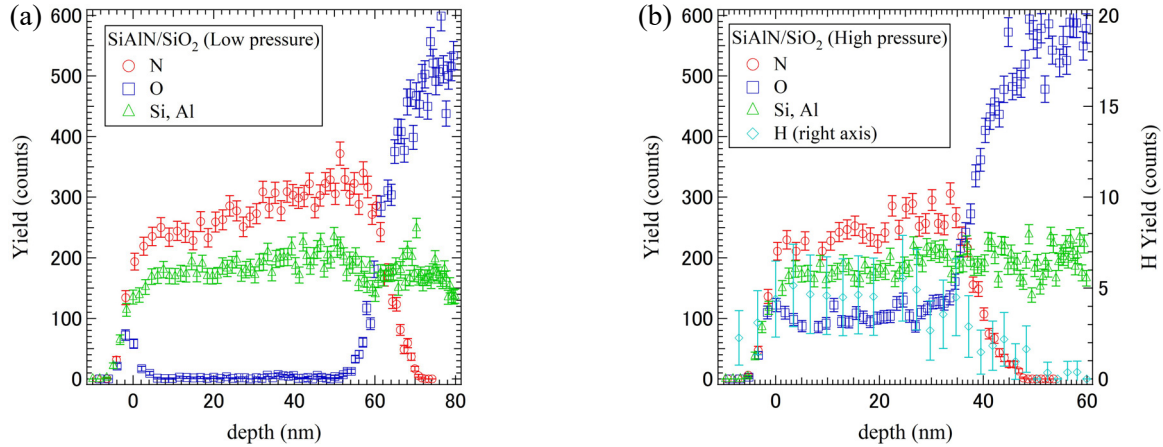 (a)
600
500
400
300
200
100
0
Yield (counts)
SiAlN/SiO2 (Low pressure)
N
O
Si, Al
0 20 40 60 80
depth (nm)
(b)
600
500
400
300
200
100
0
Yield (counts)
SiAlN/SiO2 (High pressure)
N
O
Si, Al
H (right axis)
20
15
10
5
0
H Yield (counts)
0 20 40 60
depth (nm)